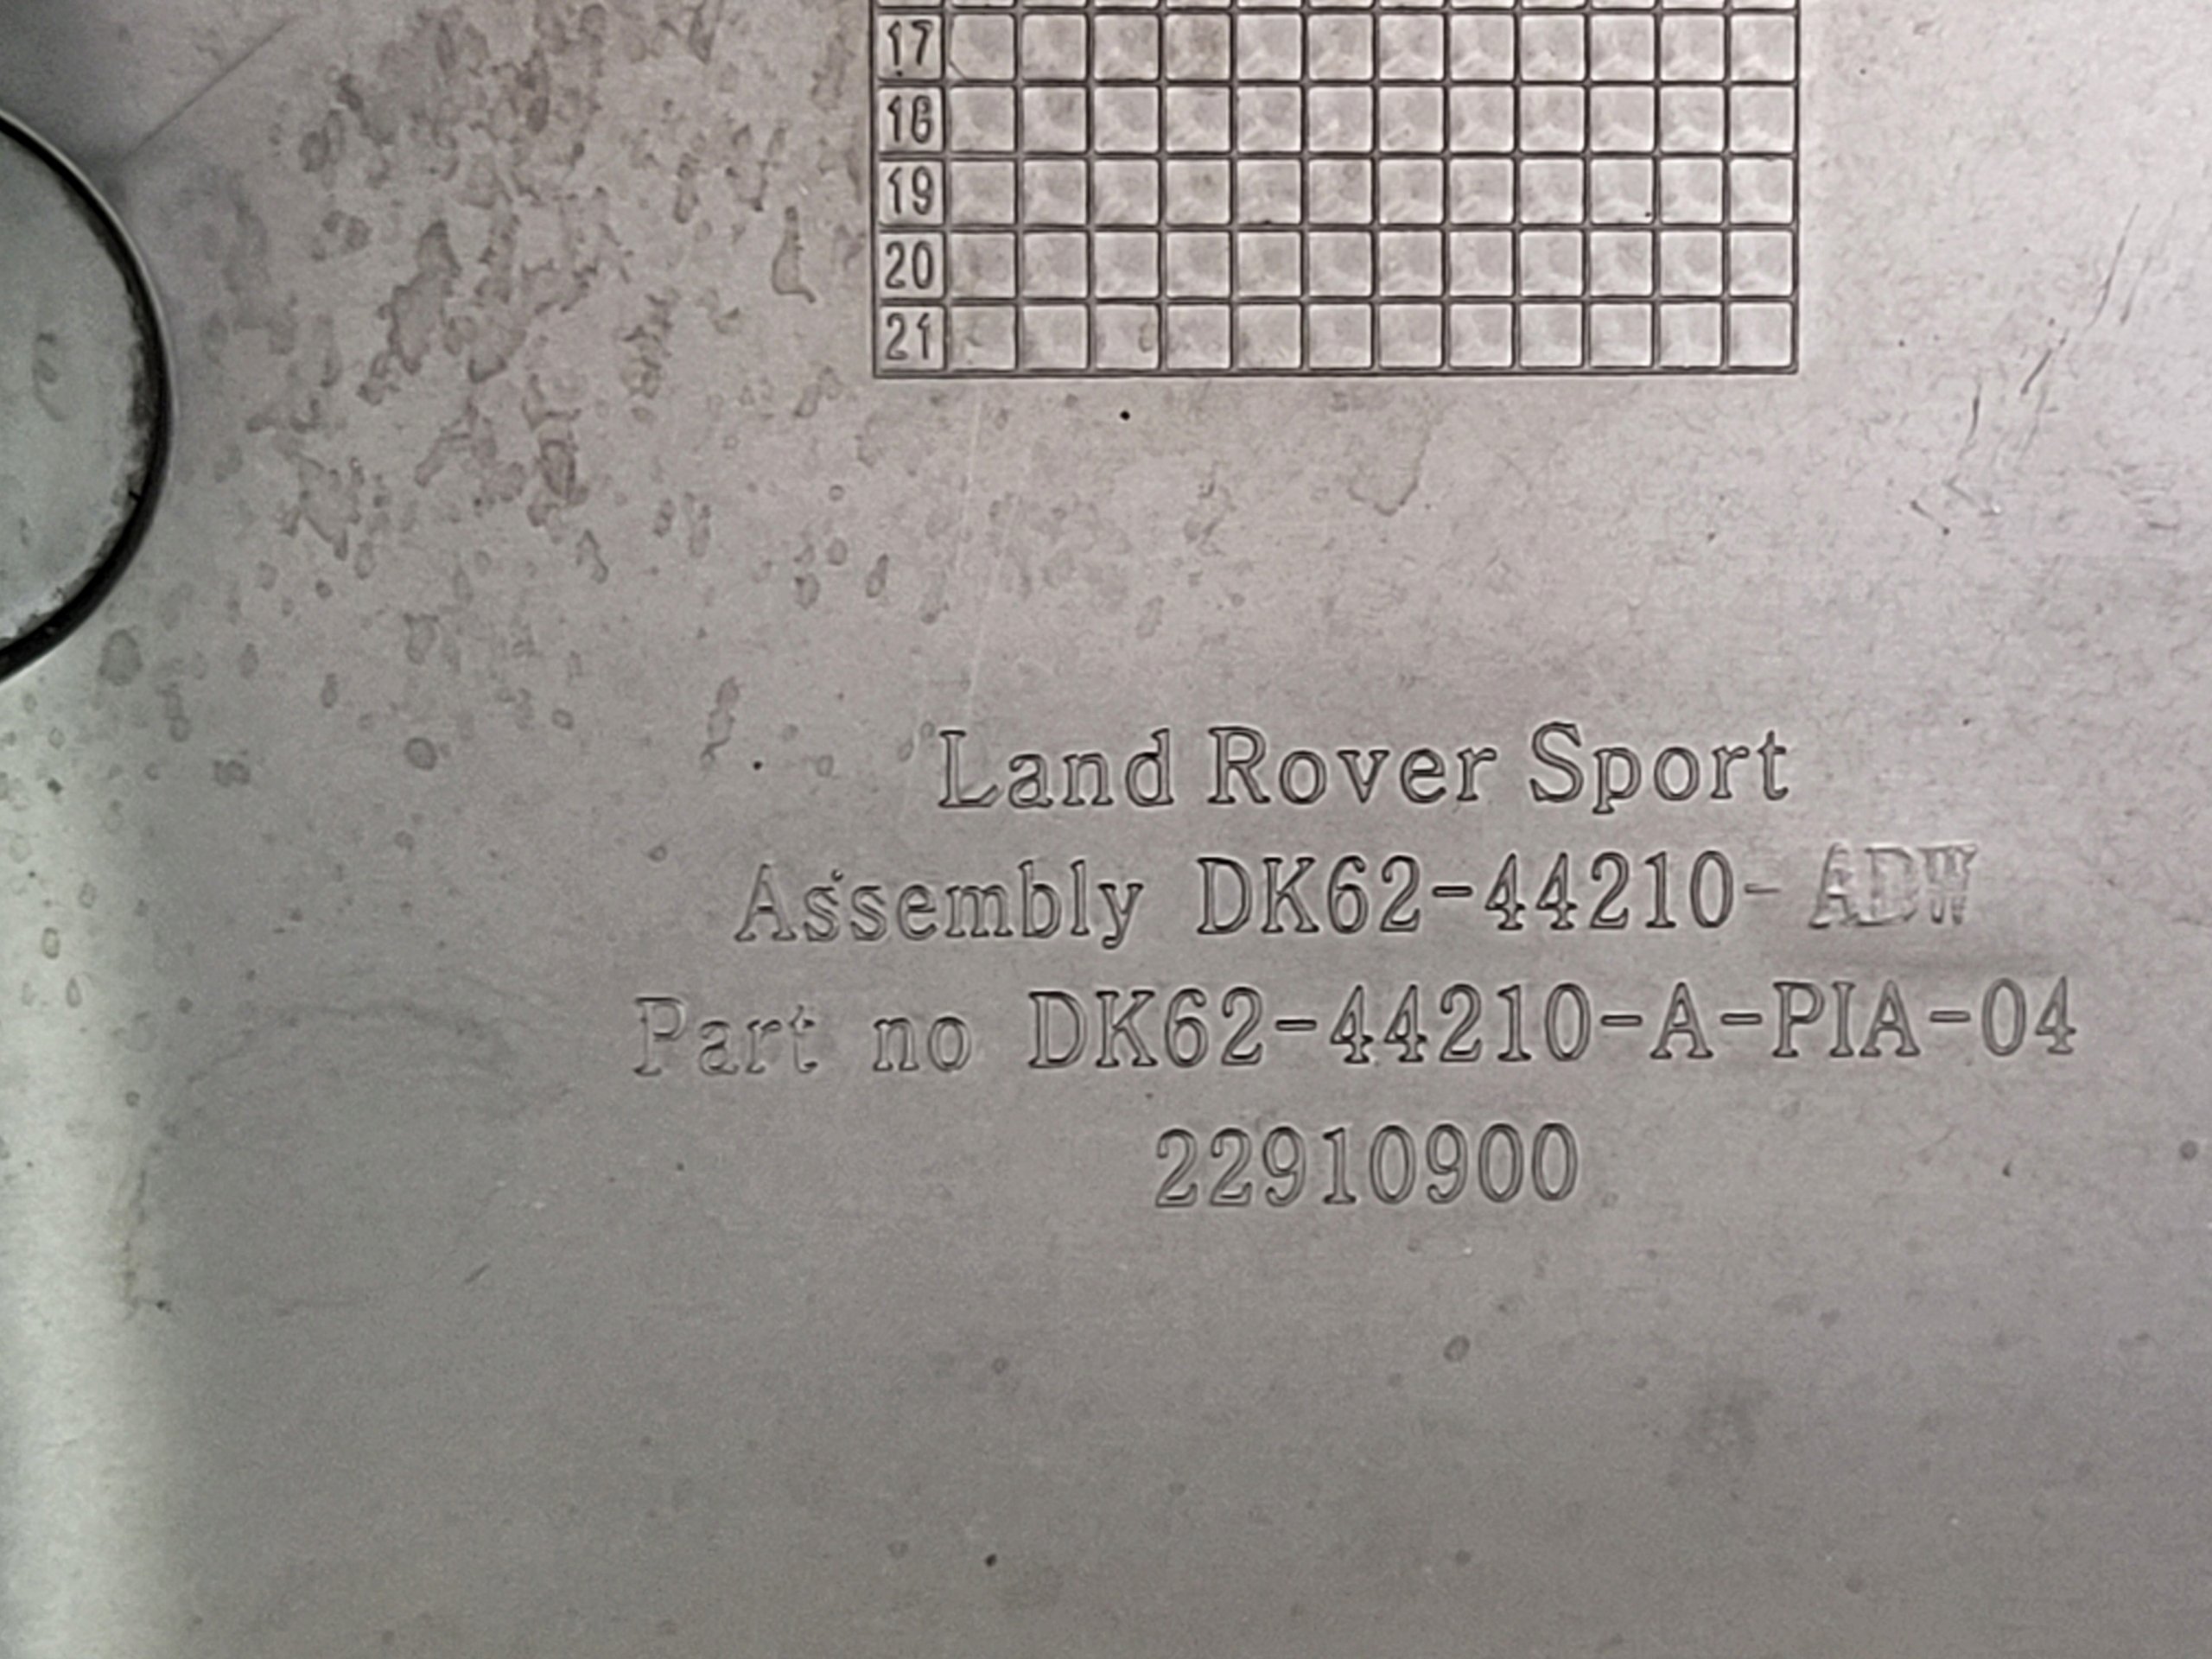 17
18
19
20
21
Land Rover Sport
Assembly DK62-44210-ADW
Part no DK62-44210-A-PIA-04
22910900